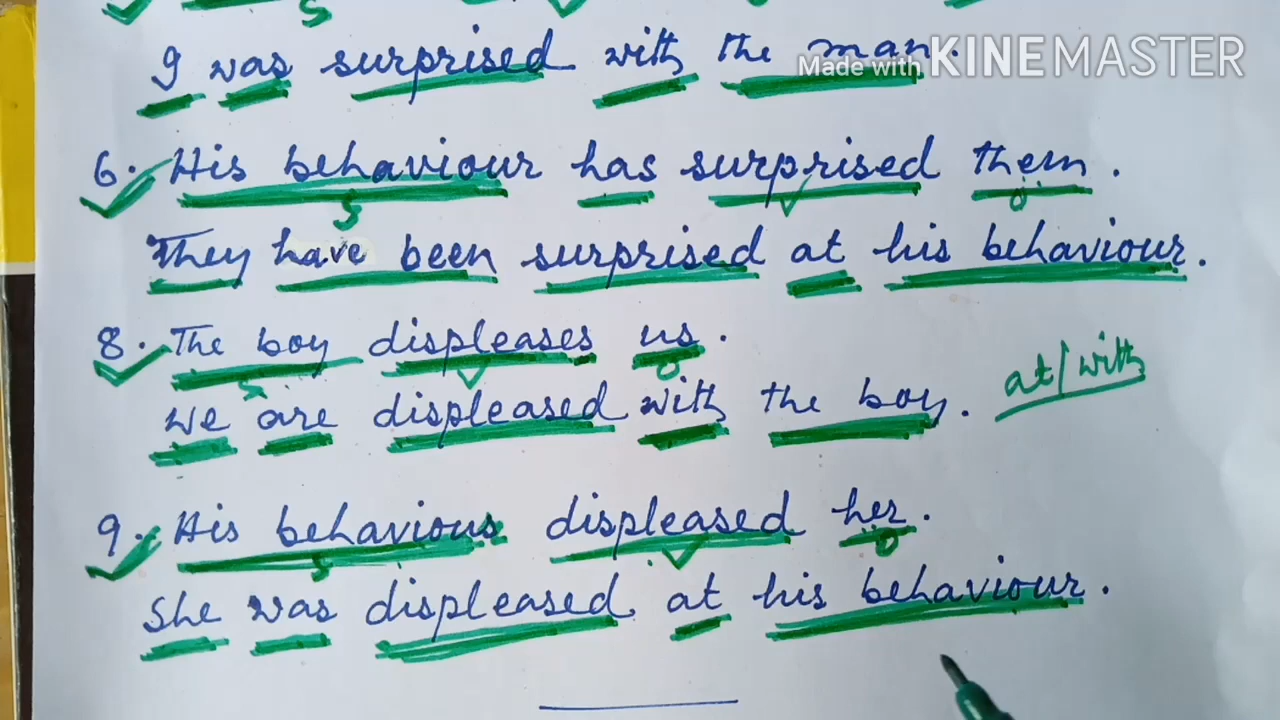 S
I was surprised with the man.
Made with KINEMASTER
6. His behaviour has surprised them.
S V O
They have been surprised at his behaviour.
8. The boy displeases us.
S V O
at/with
We are displeased with the boy.
9. His behaviour displeased her.
S V O
She was displeased at his behaviour.